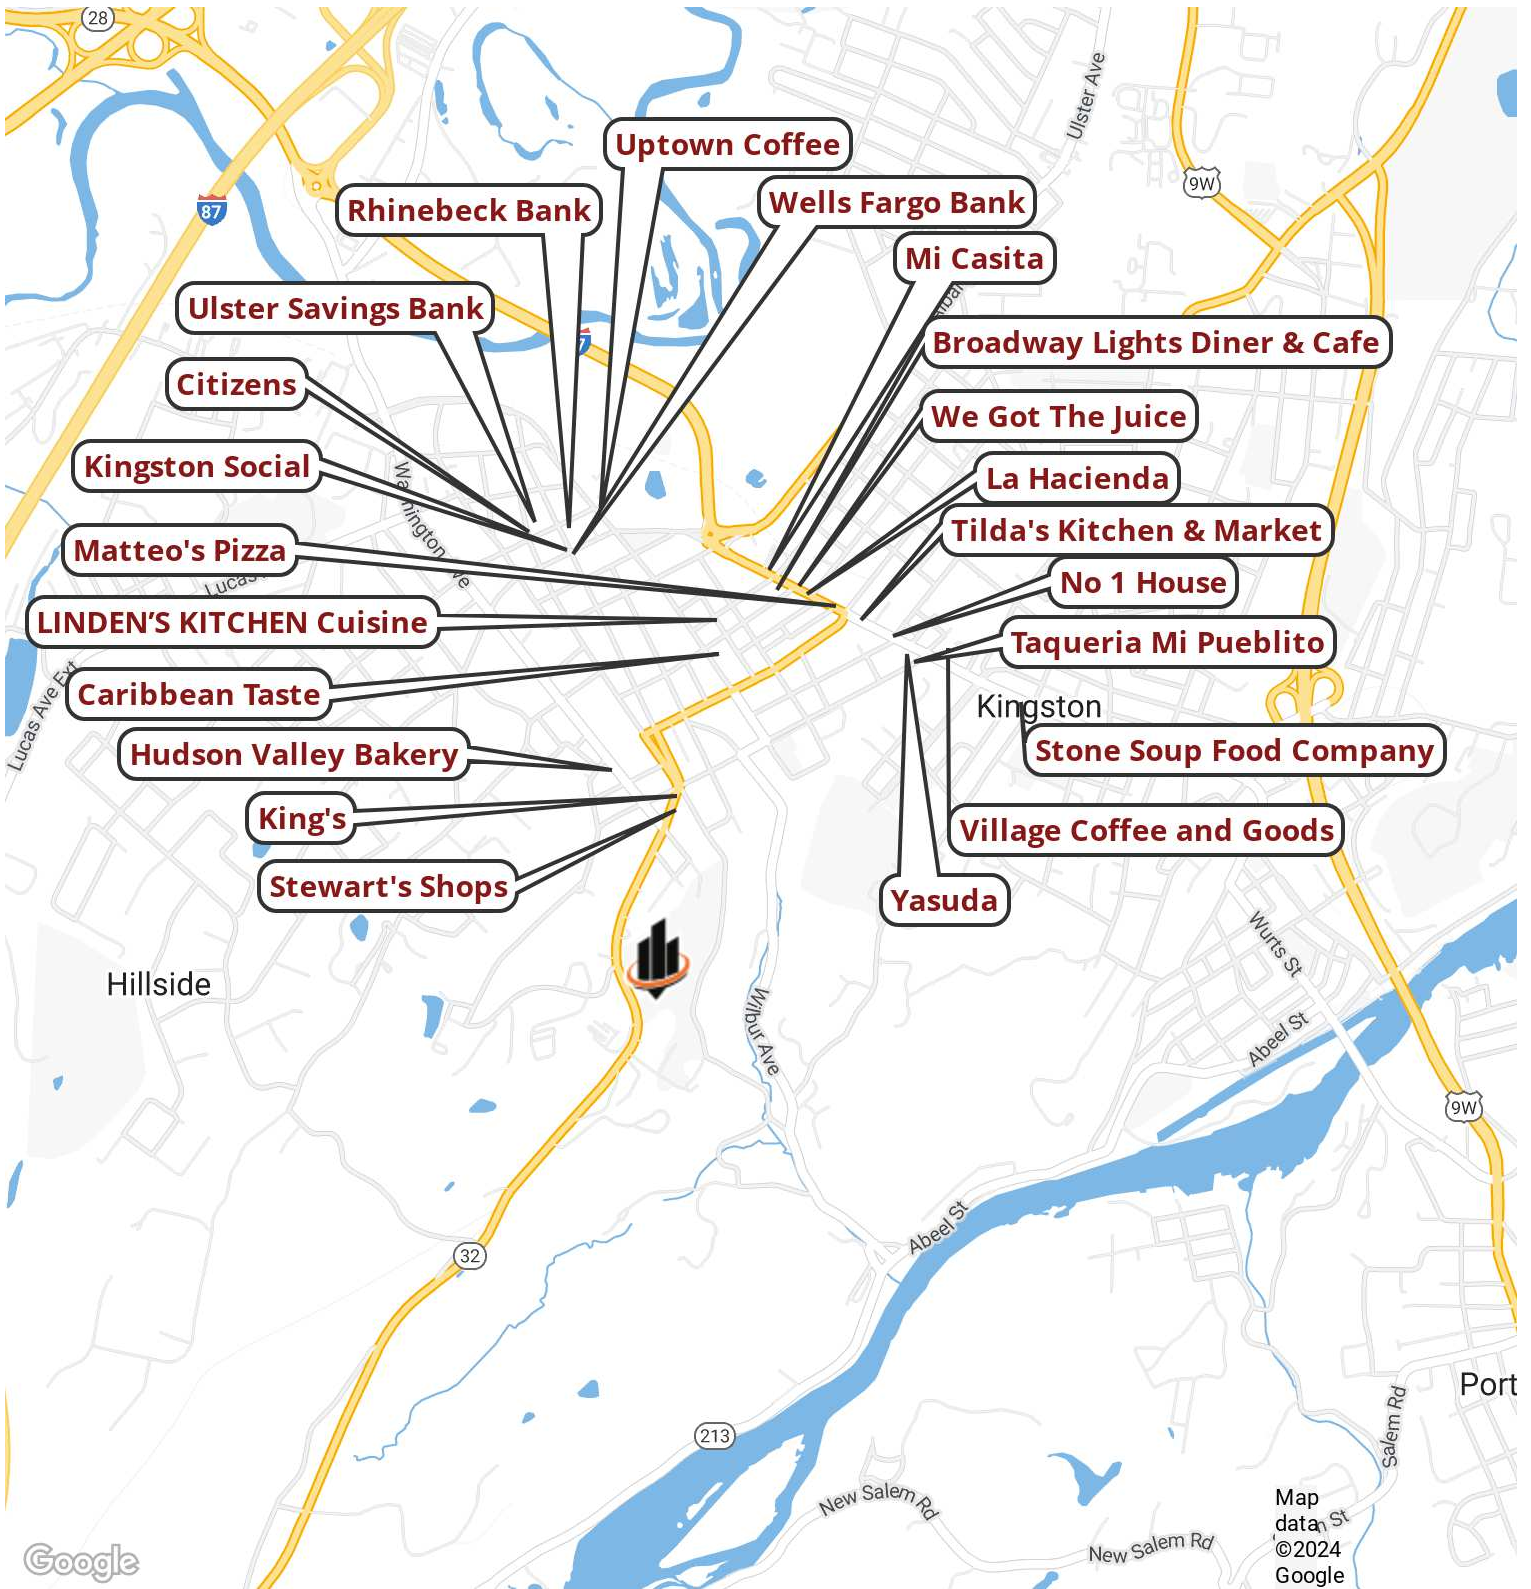 28
Ulster Ave
Uptown Coffee
9W
87
Rhinebeck Bank
Wells Fargo Bank
Mi Casita
Ulster Savings Bank
Broadway Lights Diner & Cafe
Citizens
We Got The Juice
Kingston Social
La Hacienda
Washington Ave
Tilda's Kitchen & Market
Matteo's Pizza
No 1 House
Lucas
LINDEN'S KITCHEN Cuisine
Taqueria Mi Pueblito
Lucas Ave Ext
Caribbean Taste
Kingston
Hudson Valley Bakery
Stone Soup Food Company
King's
Village Coffee and Goods
Stewart's Shops
Yasuda
Wurts St
Hillside
Wilbur Ave
Abeel St
9W
Abeel St
32
Port
213
Salem Rd
New Salem Rd
New Salem Rd
Map
data
©2024
Google
Google